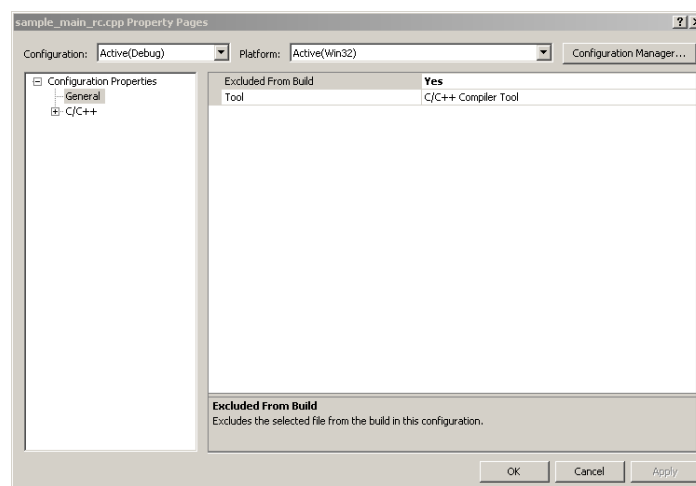 sample_main_rc.cpp Property Pages
Configuration: Active(Debug) Platform: Active(Win32) Configuration Manager...
Configuration Properties
General
C/C++
Excluded From Build Yes
Tool C/C++ Compiler Tool
Excluded From Build
Excludes the selected file from the build in this configuration.
OK Cancel Apply